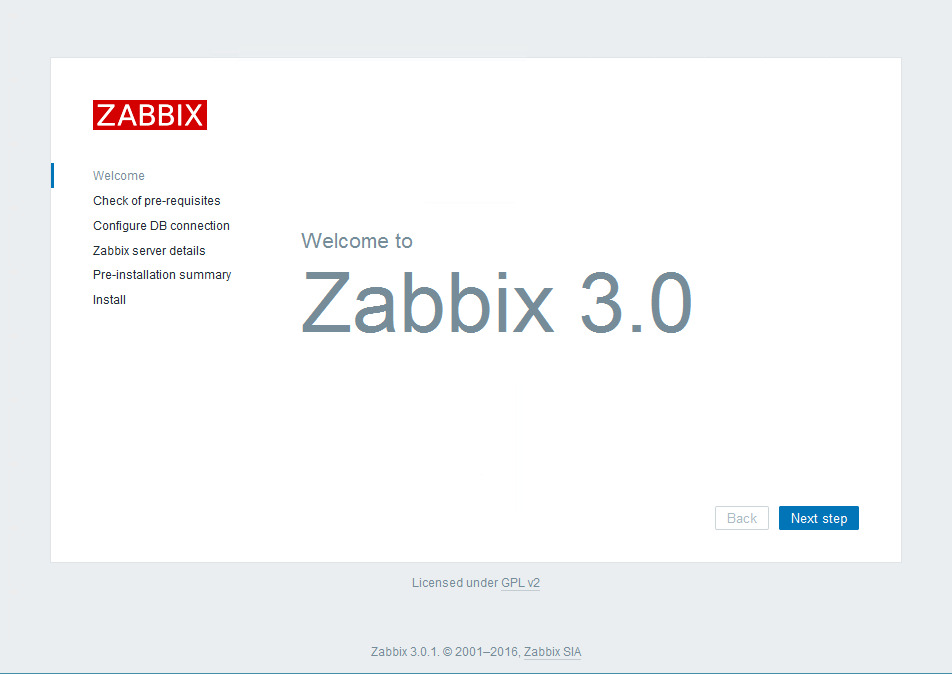 ZABBIX
Welcome
Check of pre-requisites
Configure DB connection
Zabbix server details
Pre-installation summary
Install
Welcome to
Zabbix 3.0
Back
Next step
Licensed under GPL v2
Zabbix 3.0.1. © 2001–2016, Zabbix SIA